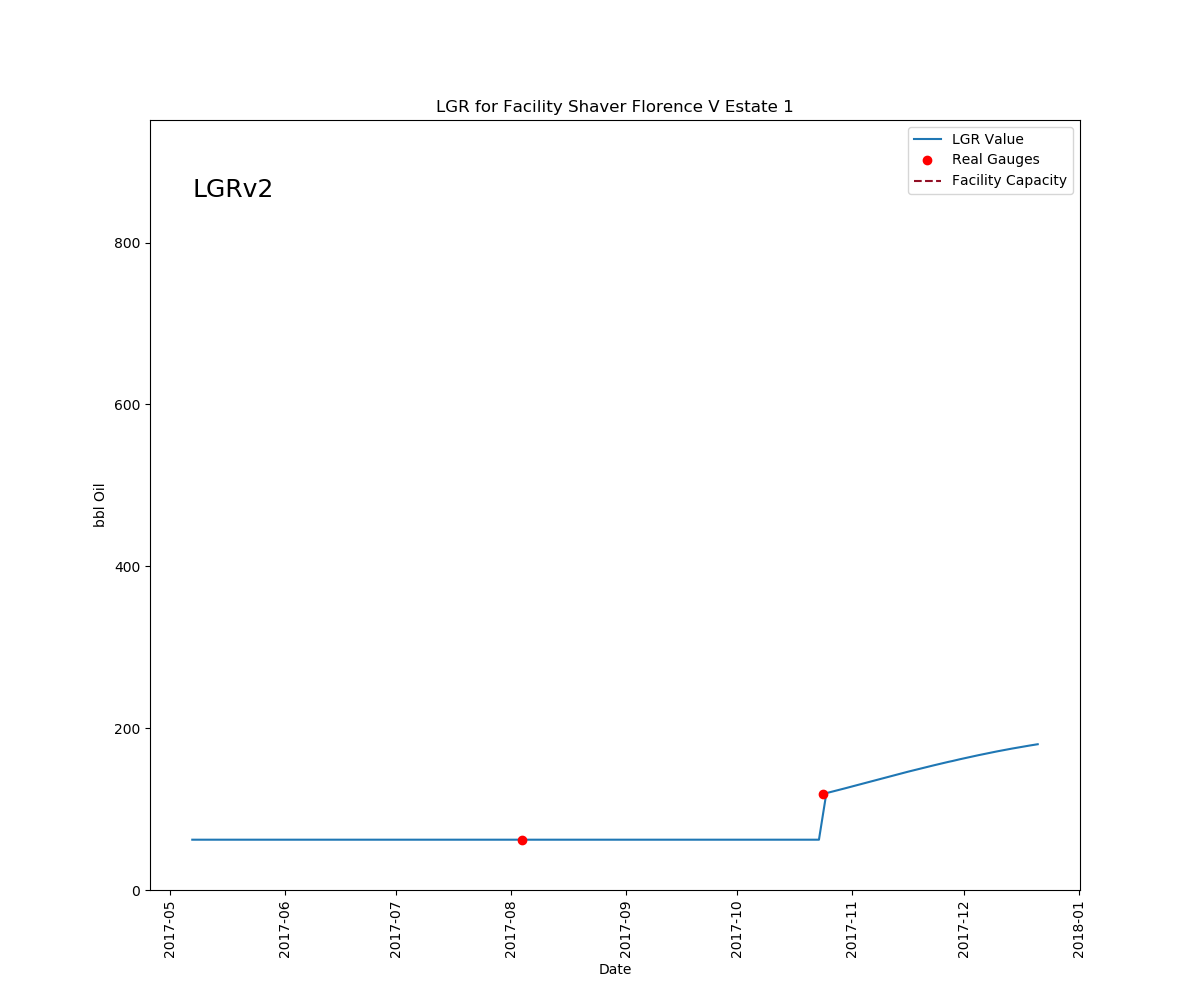 LGR for Facility Shaver Florence V Estate 1
LGRv2
LGR Value
Real Gauges
Facility Capacity
bbl Oil
800
600
400
200
0
2017-05
2017-06
2017-07
2017-08
2017-09
2017-10
2017-11
2017-12
2018-01
Date